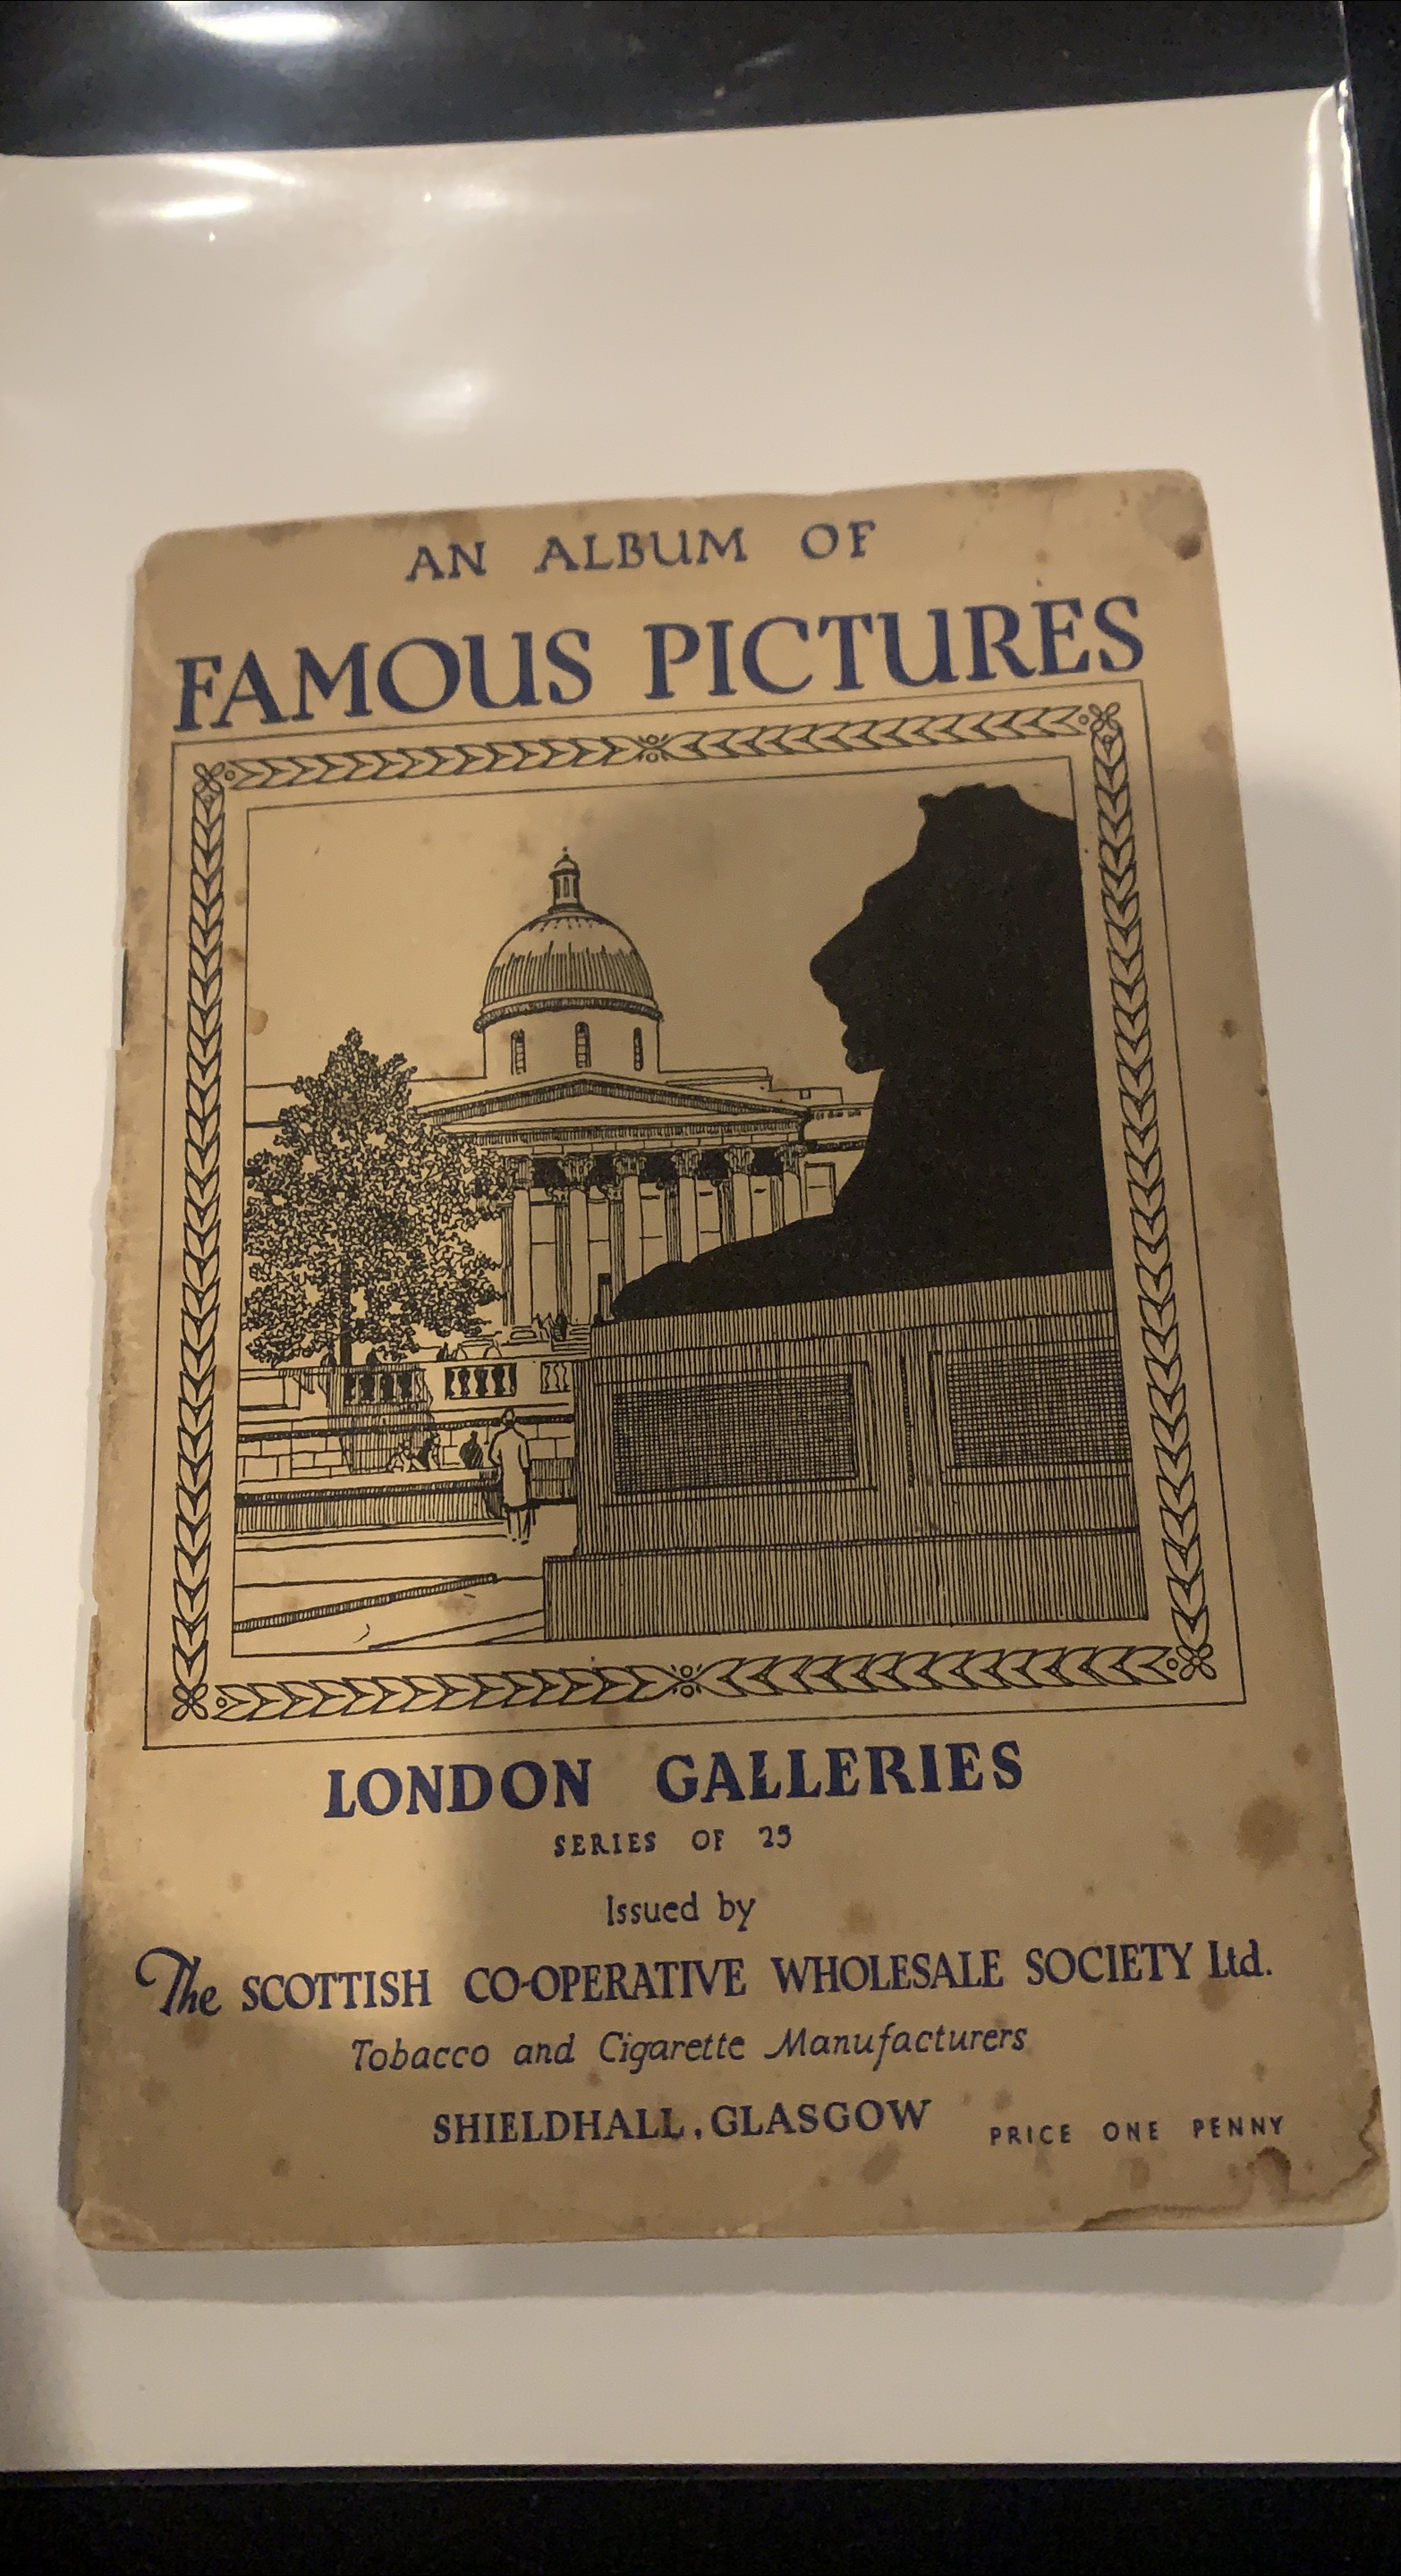 AN ALBUM OF
FAMOUS PICTURES
LONDON GALLERIES
SERIES OF 25
Issued by
The SCOTTISH CO-OPERATIVE WHOLESALE SOCIETY Ltd.
Tobacco and Cigarette Manufacturers
SHIELDHALL, GLASGOW PRICE ONE PENNY